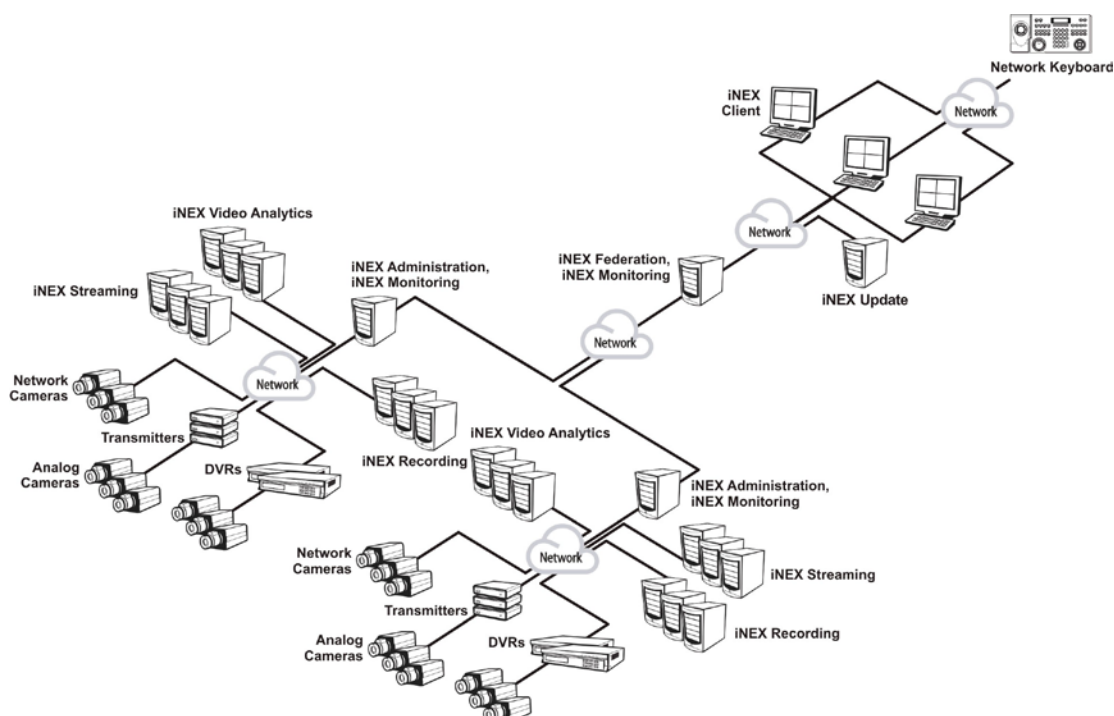 Network Keyboard
iNEX
Client
Network
iNEX Video Analytics
Network
iNEX Streaming
iNEX Administration,
iNEX Monitoring
iNEX Federation,
iNEX Monitoring
iNEX Update
Network
Network
Cameras
Network
Transmitters
iNEX Video Analytics
Analog
Cameras
DVRs
iNEX Recording
iNEX Administration,
iNEX Monitoring
Network
Cameras
Network
iNEX Streaming
Transmitters
iNEX Recording
Analog
Cameras
DVRs